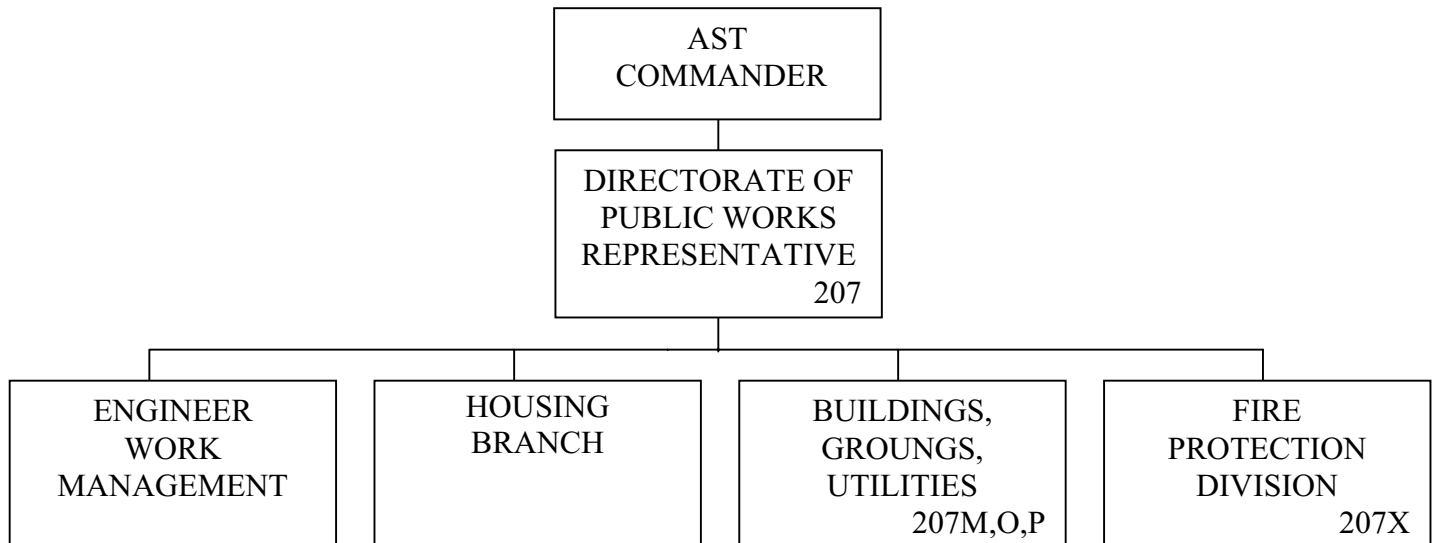 AST
COMMANDER
DIRECTORATE OF
PUBLIC WORKS
REPRESENTATIVE
207
ENGINEER
WORK
MANAGEMENT
HOUSING
BRANCH
BUILDINGS,
GROUNGS,
UTILITIES
207M,O,P
FIRE
PROTECTION
DIVISION
207X